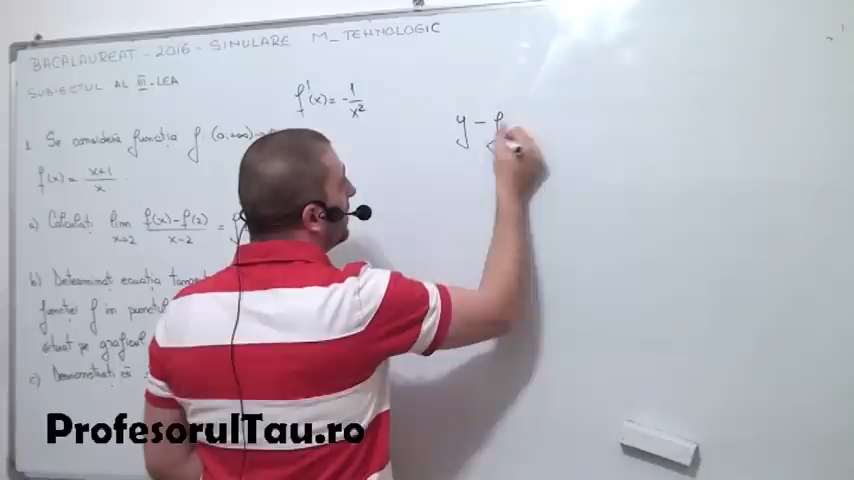 BACALAUREAT - 2016 - SIMULARE M_TEHNOLOGIC
SUBIECTUL AL III-LEA
f'(x) = -1/x²
y - f
1. Se consideră funcția f (0;+∞)→
f(x) = x+1/x
a) Calculați lim x→2 f(x)-f(2)/x-2 =
b) Determinați ecuația
funcției f în punctul
situat pe graficul
c) Demonstrați că
ProfesorulTau.ro